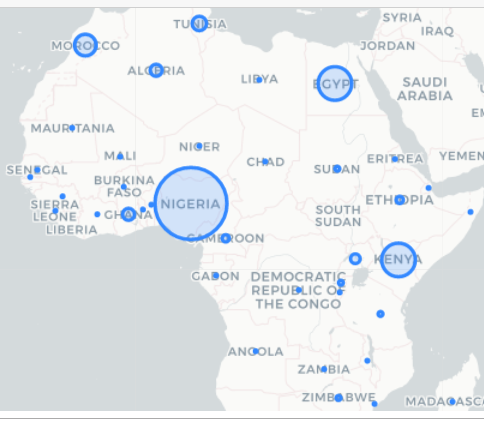 SYRIA
TUNISIA
IRAQ
MOROCCO
JORDAN
ALGERIA
LIBYA
EGYPT
SAUDI
ARABIA
MAURITANIA
NIGER
MALI
CHAD
SUDAN
ERITREA
YEMEN
SENEGAL
BURKINA
FASO
SIERRA
LEONE
GHANA
NIGERIA
ETHIOPIA
SOUTH
SUDAN
LIBERIA
CAMEROON
KENYA
GABON
DEMOCRATIC
REPUBLIC OF
THE CONGO
ANGOLA
ZAMBIA
ZIMBABWE
MADAGASC